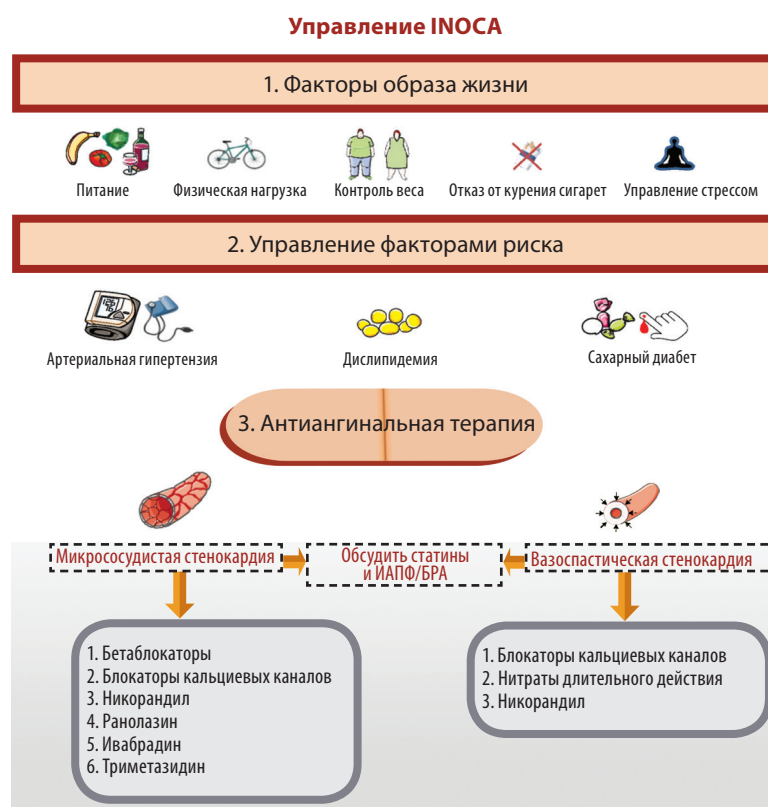 Управление INOCA
1. Факторы образа жизни
Питание
Физическая нагрузка
Контроль веса
Отказ от курения сигарет
Управление стрессом
2. Управление факторами риска
Артериальная гипертензия
Дислипидемия
Сахарный диабет
3. Антиангинальная терапия
Микрососудистая стенокардия
Обсудить статины
и ИАПФ/БРА
Вазоспастическая стенокардия
1. Бетаблокаторы
2. Блокаторы кальциевых каналов
3. Никорандил
4. Ранолазин
5. Ивабрадин
6. Триметазидин
1. Блокаторы кальциевых каналов
2. Нитраты длительного действия
3. Никорандил